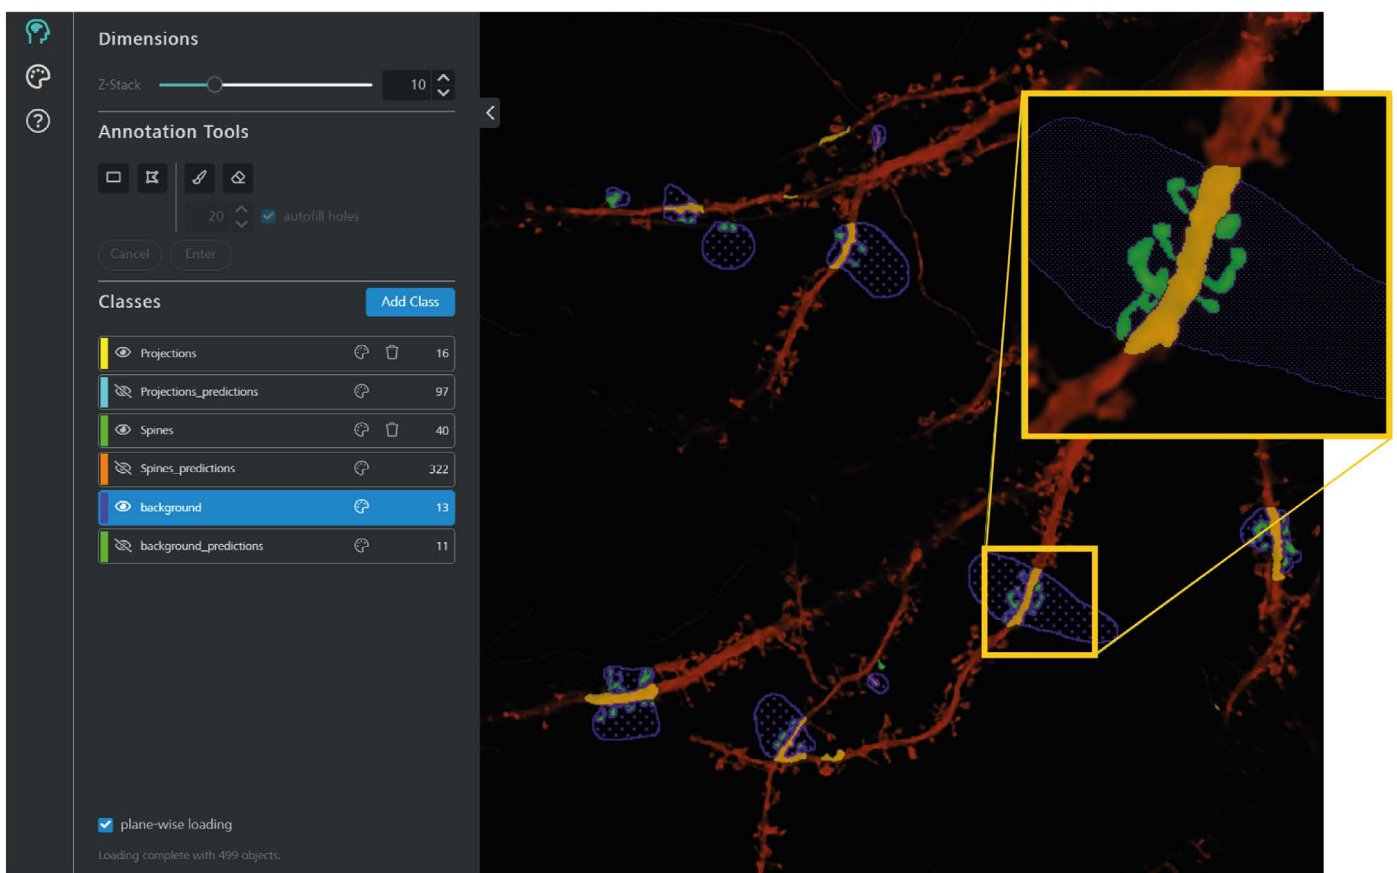 Dimensions
Z-Stack 10
Annotation Tools
20 autofill holes
Cancel Enter
Classes Add Class
Projections 16
Projections_predictions 97
Spines 40
Spines_predictions 322
background 13
background_predictions 11
plane-wise loading
Loading complete with 499 objects.